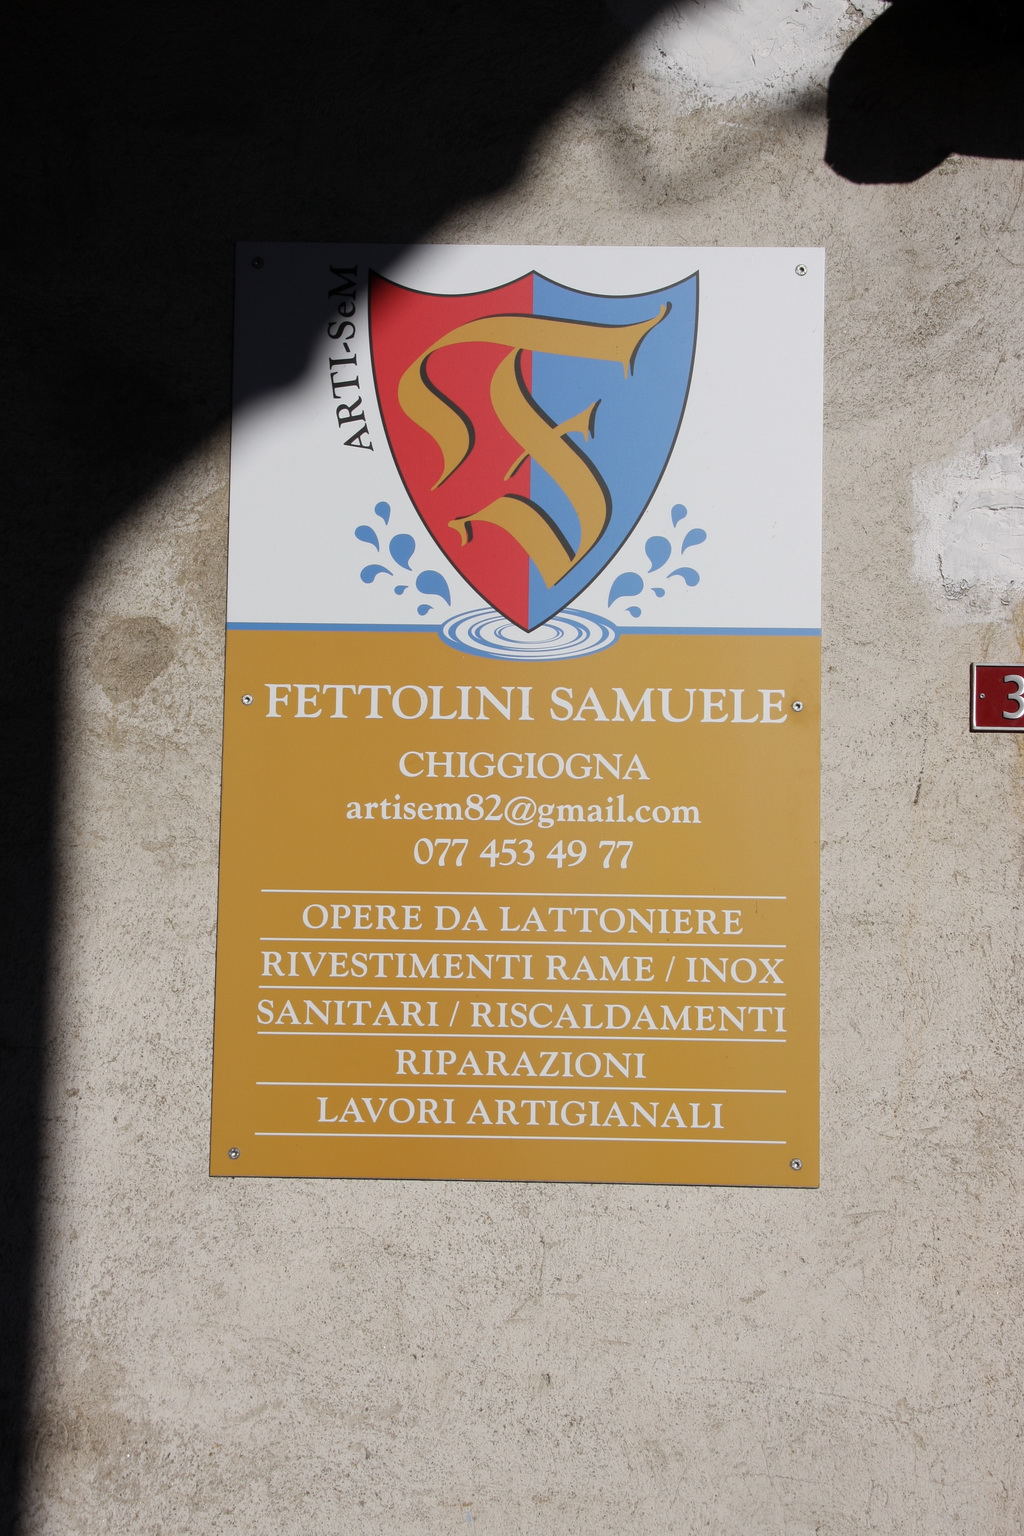 ARTI-SeM
F
FETTOLINI SAMUELE
CHIGGIOGNA
artisem82@gmail.com
077 453 49 77
OPERE DA LATTONIERE
RIVESTIMENTI RAME / INOX
SANITARI / RISCALDAMENTI
RIPARAZIONI
LAVORI ARTIGIANALI
3